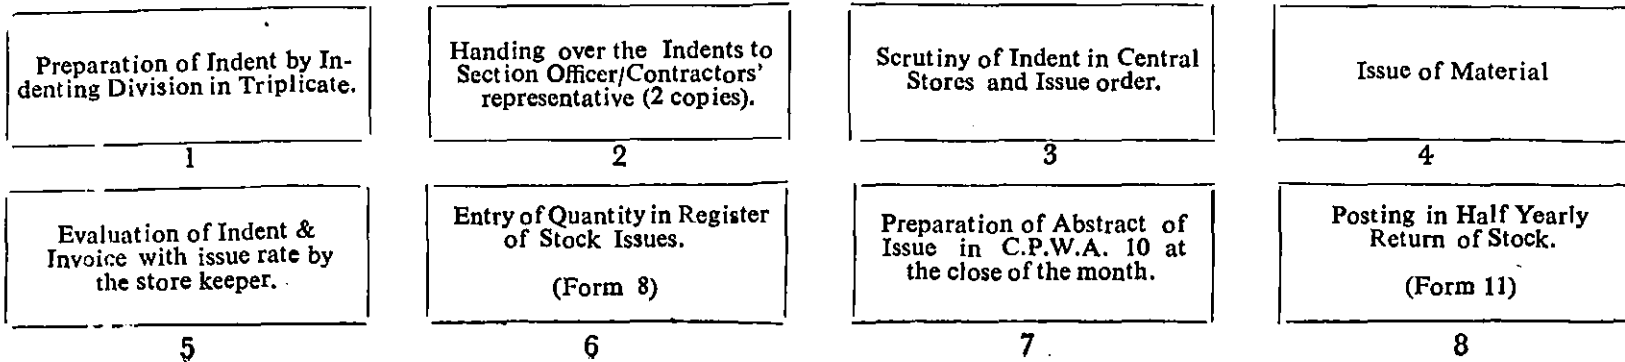 Preparation of Indent by In-
denting Division in Triplicate.
1
Handing over the Indents to
Section Officer/Contractors'
representative (2 copies).
2
Scrutiny of Indent in Central
Stores and Issue order.
3
Issue of Material
4
Evaluation of Indent &
Invoice with issue rate by
the store keeper.
5
Entry of Quantity in Register
of Stock Issues.
(Form 8)
6
Preparation of Abstract of
Issue in C.P.W.A. 10 at
the close of the month.
7
Posting in Half Yearly
Return of Stock.
(Form 11)
8